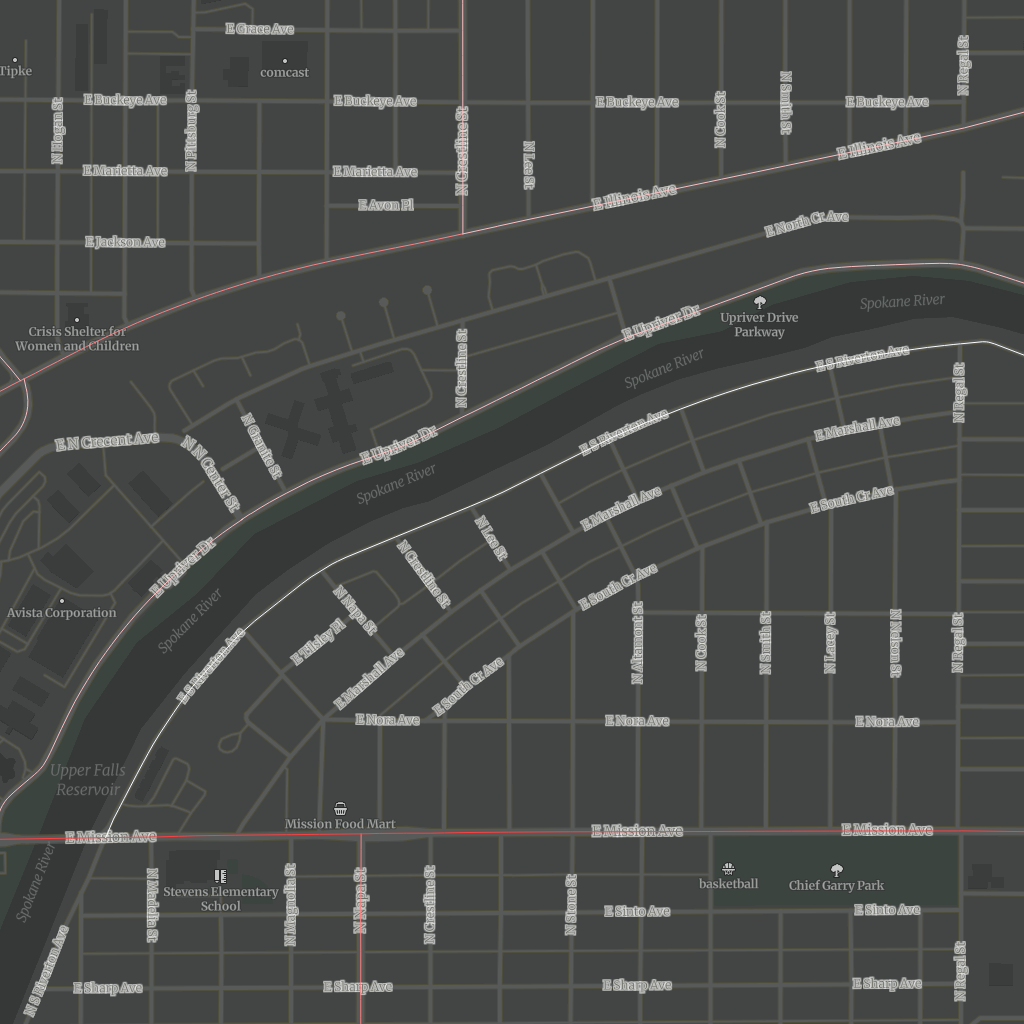 E Grace Ave
Tipke
comcast
N Regal St
E Buckeye Ave
E Buckeye Ave
E Buckeye Ave
E Buckeye Ave
N Hogan St
N Pittsburg St
N Crestline St
N Lee St
N Cook St
N Smith St
E Illinois Ave
E Marietta Ave
E Marietta Ave
E Illinois Ave
E Avon Pl
E North Cr Ave
E Jackson Ave
Spokane River
Upriver Drive
Parkway
E Upriver Dr
Crisis Shelter for
Women and Children
N Crestline St
Spokane River
E S Riverton Ave
N Regal St
E N Crecent Ave
N N Center St
N Granite St
E Upriver Dr
E S Riverton Ave
E Marshall Ave
Spokane River
E Marshall Ave
E South Cr Ave
N Lee St
N Crestline St
E Upriver Dr
E South Cr Ave
Avista Corporation
Spokane River
N Napa St
E Tilsley Pl
N Altamont St
N Cook St
N Smith St
N Lacey St
N Nelson St
N Regal St
E S Riverton Ave
E Marshall Ave
E South Cr Ave
E Nora Ave
E Nora Ave
E Nora Ave
Upper Falls
Reservoir
Mission Food Mart
E Mission Ave
E Mission Ave
E Mission Ave
Spokane River
N Madelia St
Stevens Elementary
School
N Magnolia St
N Napa St
N Crestline St
N Stone St
basketball
Chief Garry Park
E Sinto Ave
E Sinto Ave
N S Riverton Ave
E Sharp Ave
E Sharp Ave
E Sharp Ave
E Sharp Ave
N Regal St